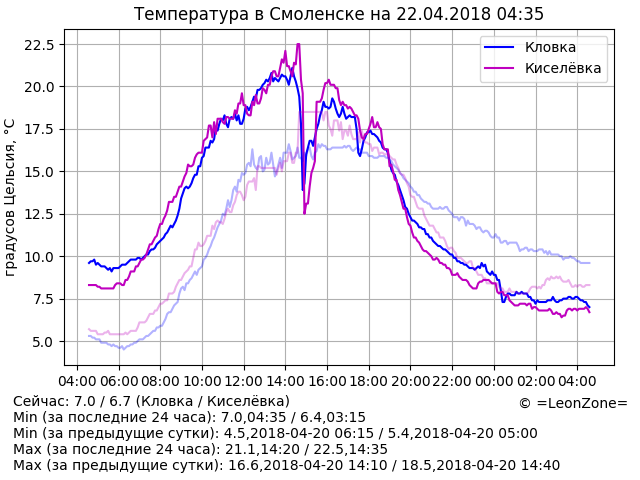 Температура в Смоленске на 22.04.2018 04:35
градусов Цельсия, °C
22.5
20.0
17.5
15.0
12.5
10.0
7.5
5.0
Кловка
Киселёвка
04:00 06:00 08:00 10:00 12:00 14:00 16:00 18:00 20:00 22:00 00:00 02:00 04:00
© =LeonZone=
Сейчас: 7.0 / 6.7 (Кловка / Киселёвка)
Min (за последние 24 часа): 7.0,04:35 / 6.4,03:15
Min (за предыдущие сутки): 4.5,2018-04-20 06:15 / 5.4,2018-04-20 05:00
Max (за последние 24 часа): 21.1,14:20 / 22.5,14:35
Max (за предыдущие сутки): 16.6,2018-04-20 14:10 / 18.5,2018-04-20 14:40